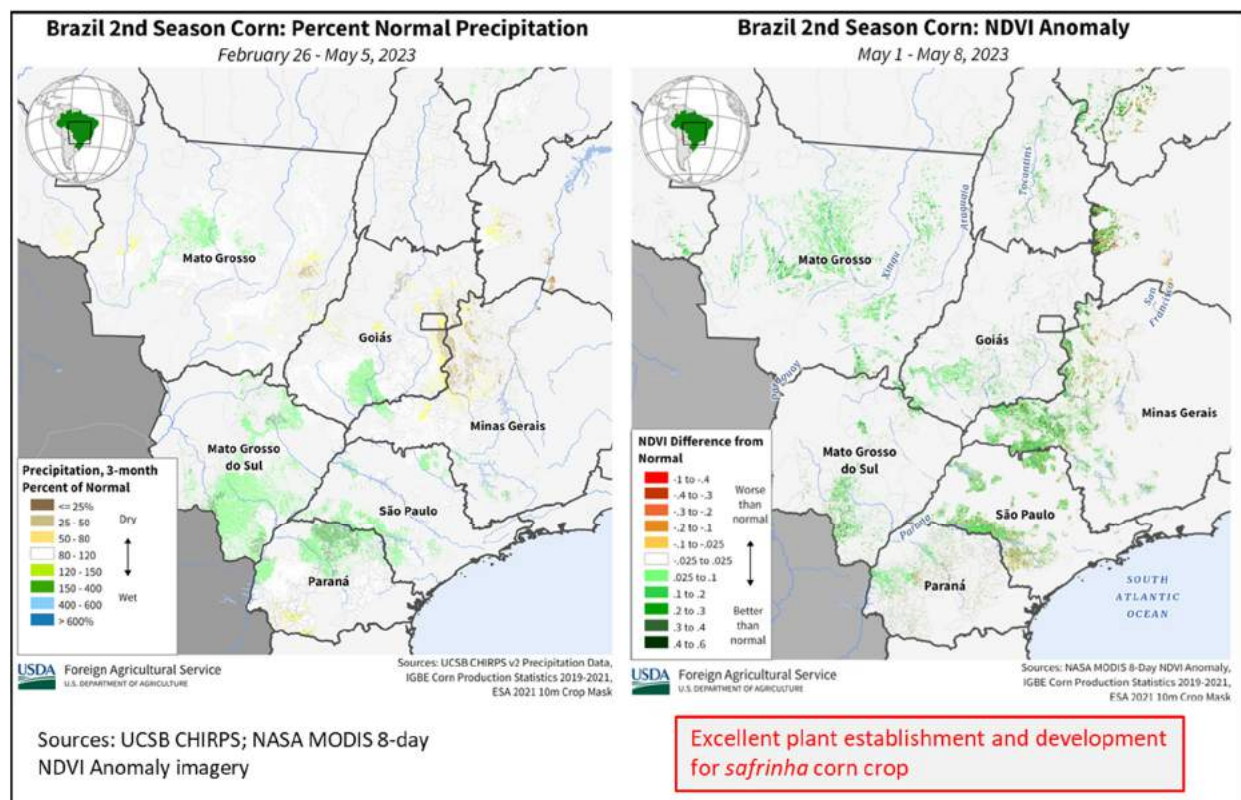 Brazil 2nd Season Corn: Percent Normal Precipitation
February 26 - May 5, 2023
Mato Grosso
Goiás
Minas Gerais
Mato Grosso
do Sul
São Paulo
Paraná
Precipitation, 3-month
Percent of Normal
<= 25%
26 - 50
50 - 80
80 - 120
120 - 150
150 - 400
400 - 600
> 600%
Dry
Wet
USDA
Foreign Agricultural Service
U.S. DEPARTMENT OF AGRICULTURE
Sources: UCSB CHIRPS v2 Precipitation Data,
IGBE Corn Production Statistics 2019-2021,
ESA 2021 10m Crop Mask
Brazil 2nd Season Corn: NDVI Anomaly
May 1 - May 8, 2023
Tocantins
Araguaia
Xingu
Mato Grosso
San
Francisco
Goiás
Paraguay
Minas Gerais
Mato Grosso
do Sul
São Paulo
Parana
Paraná
SOUTH
ATLANTIC
OCEAN
NDVI Difference from
Normal
-1 to -.4
-.4 to -.3
-.3 to -.2
-.2 to -.1
-.1 to -.025
-.025 to .025
.025 to .1
.1 to .2
.2 to .3
.3 to .4
.4 to .6
Worse
than
normal
Better
than
normal
USDA
Foreign Agricultural Service
U.S. DEPARTMENT OF AGRICULTURE
Sources: NASA MODIS 8-Day NDVI Anomaly,
IGBE Corn Production Statistics 2019-2021,
ESA 2021 10m Crop Mask
Sources: UCSB CHIRPS; NASA MODIS 8-day
NDVI Anomaly imagery
Excellent plant establishment and development
for safrinha corn crop